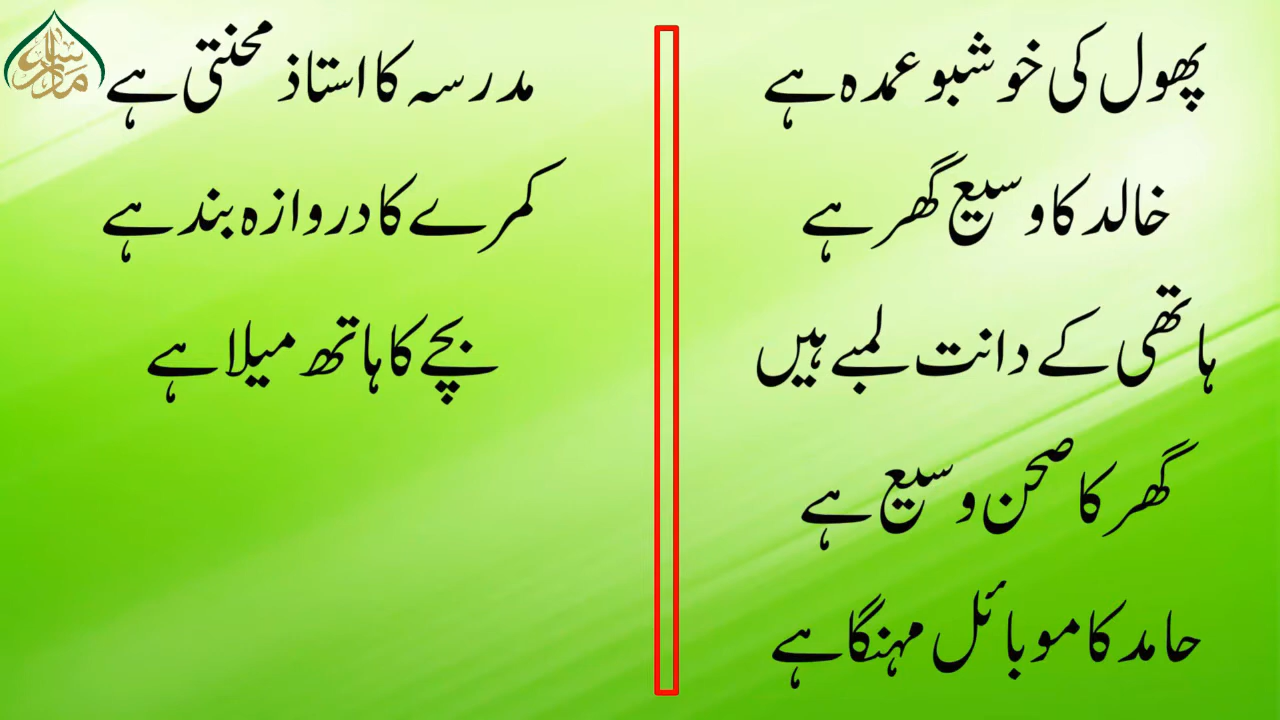 پھول کی خوشبو عمدہ ہے
خالد کا وسیع گھر ہے
ہاتھی کے دانت لمبے ہیں
گھر کا صحن وسیع ہے
حامد کا موبائل مہنگا ہے
مدرسہ کا استاذ محنتی ہے
کمرے کا دروازہ بند ہے
بچے کا ہاتھ میلا ہے